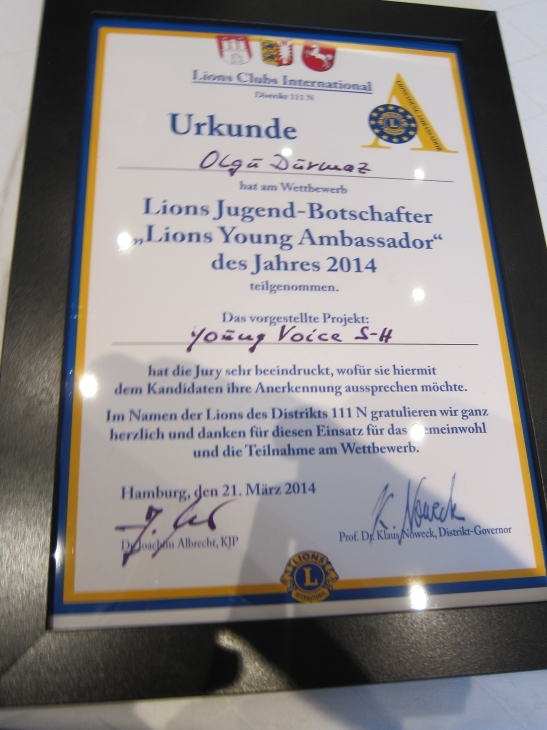 Lions Clubs International
Distrikt 111 N
Urkunde
Olga Dürmaz
hat am Wettbewerb
Lions Jugend-Botschafter
„Lions Young Ambassador“
des Jahres 2014
teilgenommen.
Das vorgestellte Projekt:
Young Voice S-H
hat die Jury sehr beeindruckt, wofür sie hiermit
dem Kandidaten ihre Anerkennung aussprechen möchte.
Im Namen der Lions des Distrikts 111 N gratulieren wir ganz
herzlich und danken für diesen Einsatz für das Gemeinwohl
und die Teilnahme am Wettbewerb.
Hamburg, den 21. März 2014
K. Noweck
Dr. Joachim Albrecht, KJP
Prof. Dr. Klaus Noweck, Distrikt-Governor
LIONS
L